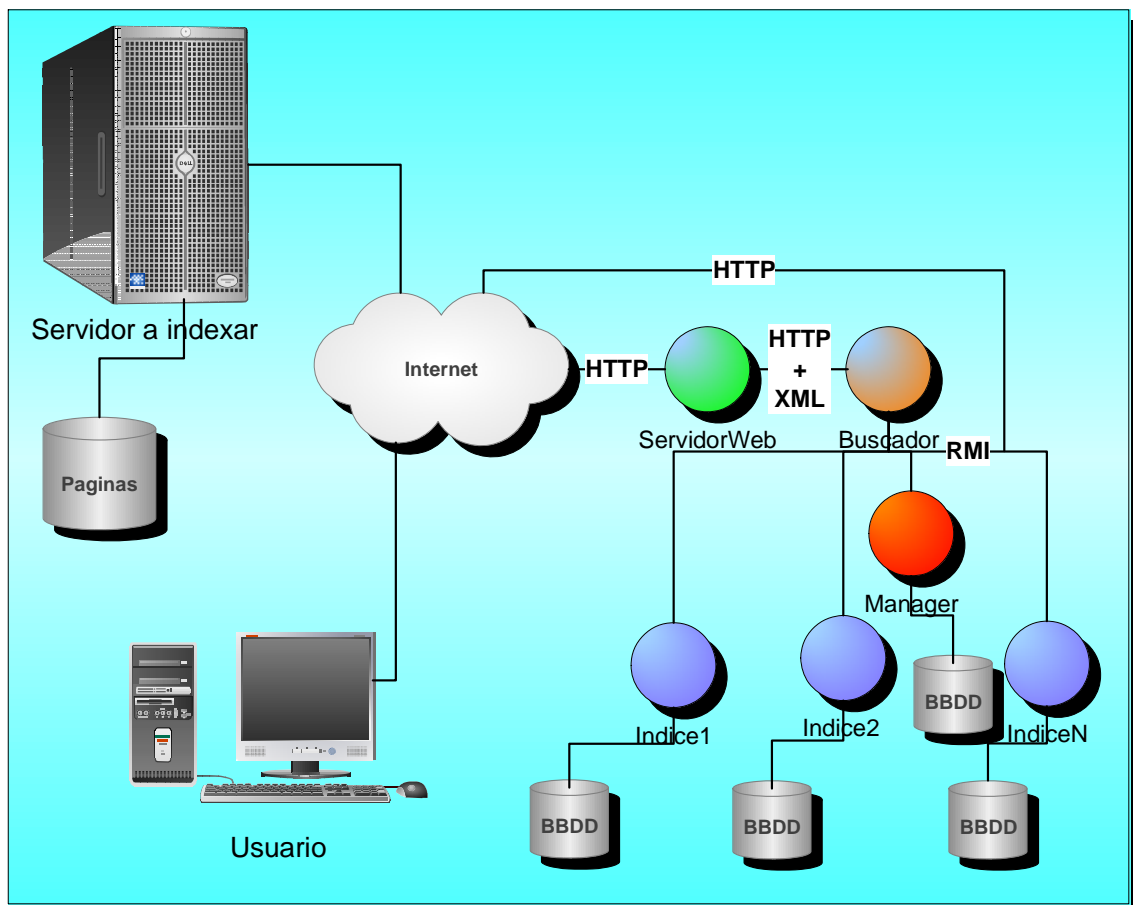 DELL
Servidor a indexar
HTTP
Internet
HTTP
HTTP
+
XML
ServidorWeb
Buscador
RMI
Paginas
Manager
BBDD
Indice1
Indice2
IndiceN
BBDD
BBDD
BBDD
Usuario